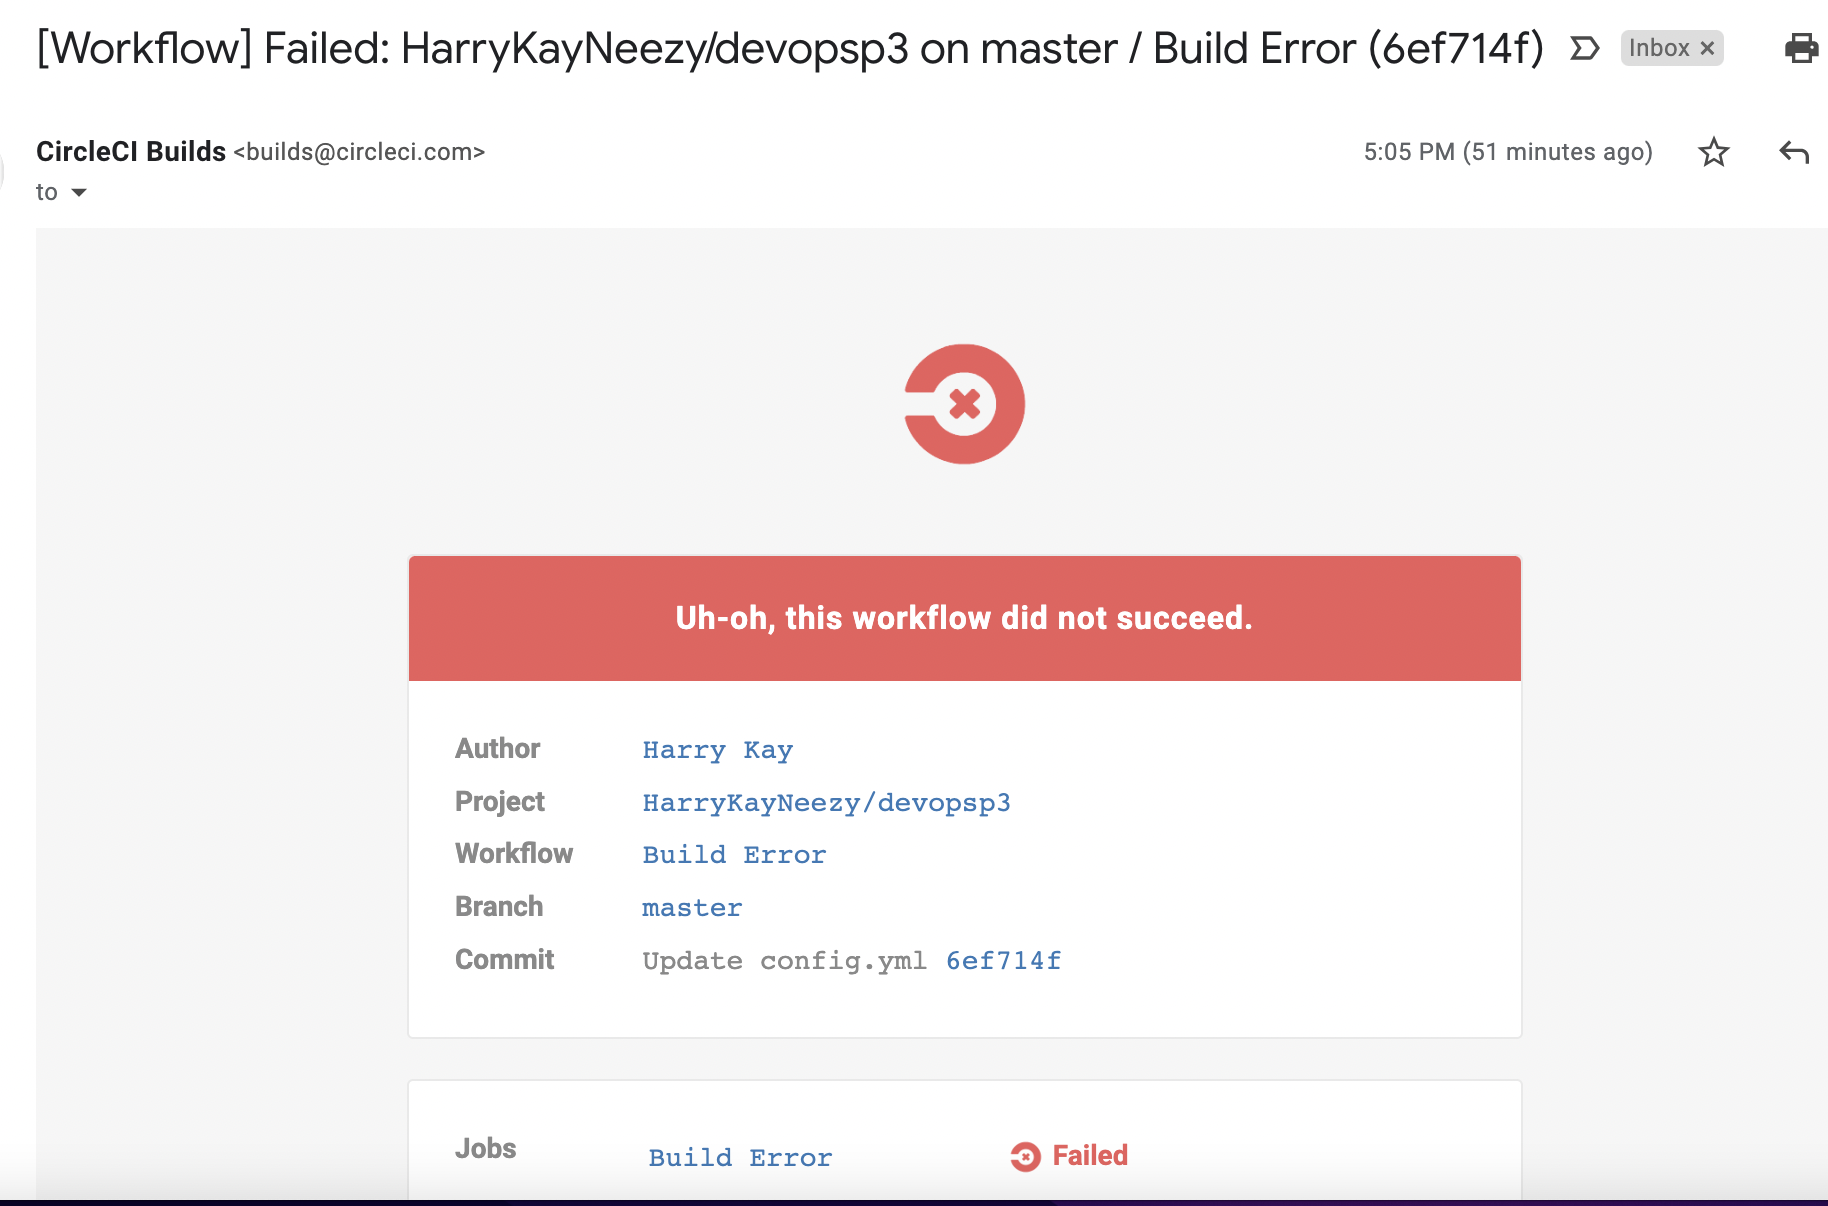 [Workflow] Failed: HarryKayNeezy/devopsp3 on master / Build Error (6ef714f) Inbox ×
CircleCI Builds <builds@circleci.com> 5:05 PM (51 minutes ago)
to
Uh-oh, this workflow did not succeed.
Author Harry Kay
Project HarryKayNeezy/devopsp3
Workflow Build Error
Branch master
Commit Update config.yml 6ef714f
Jobs Build Error Failed